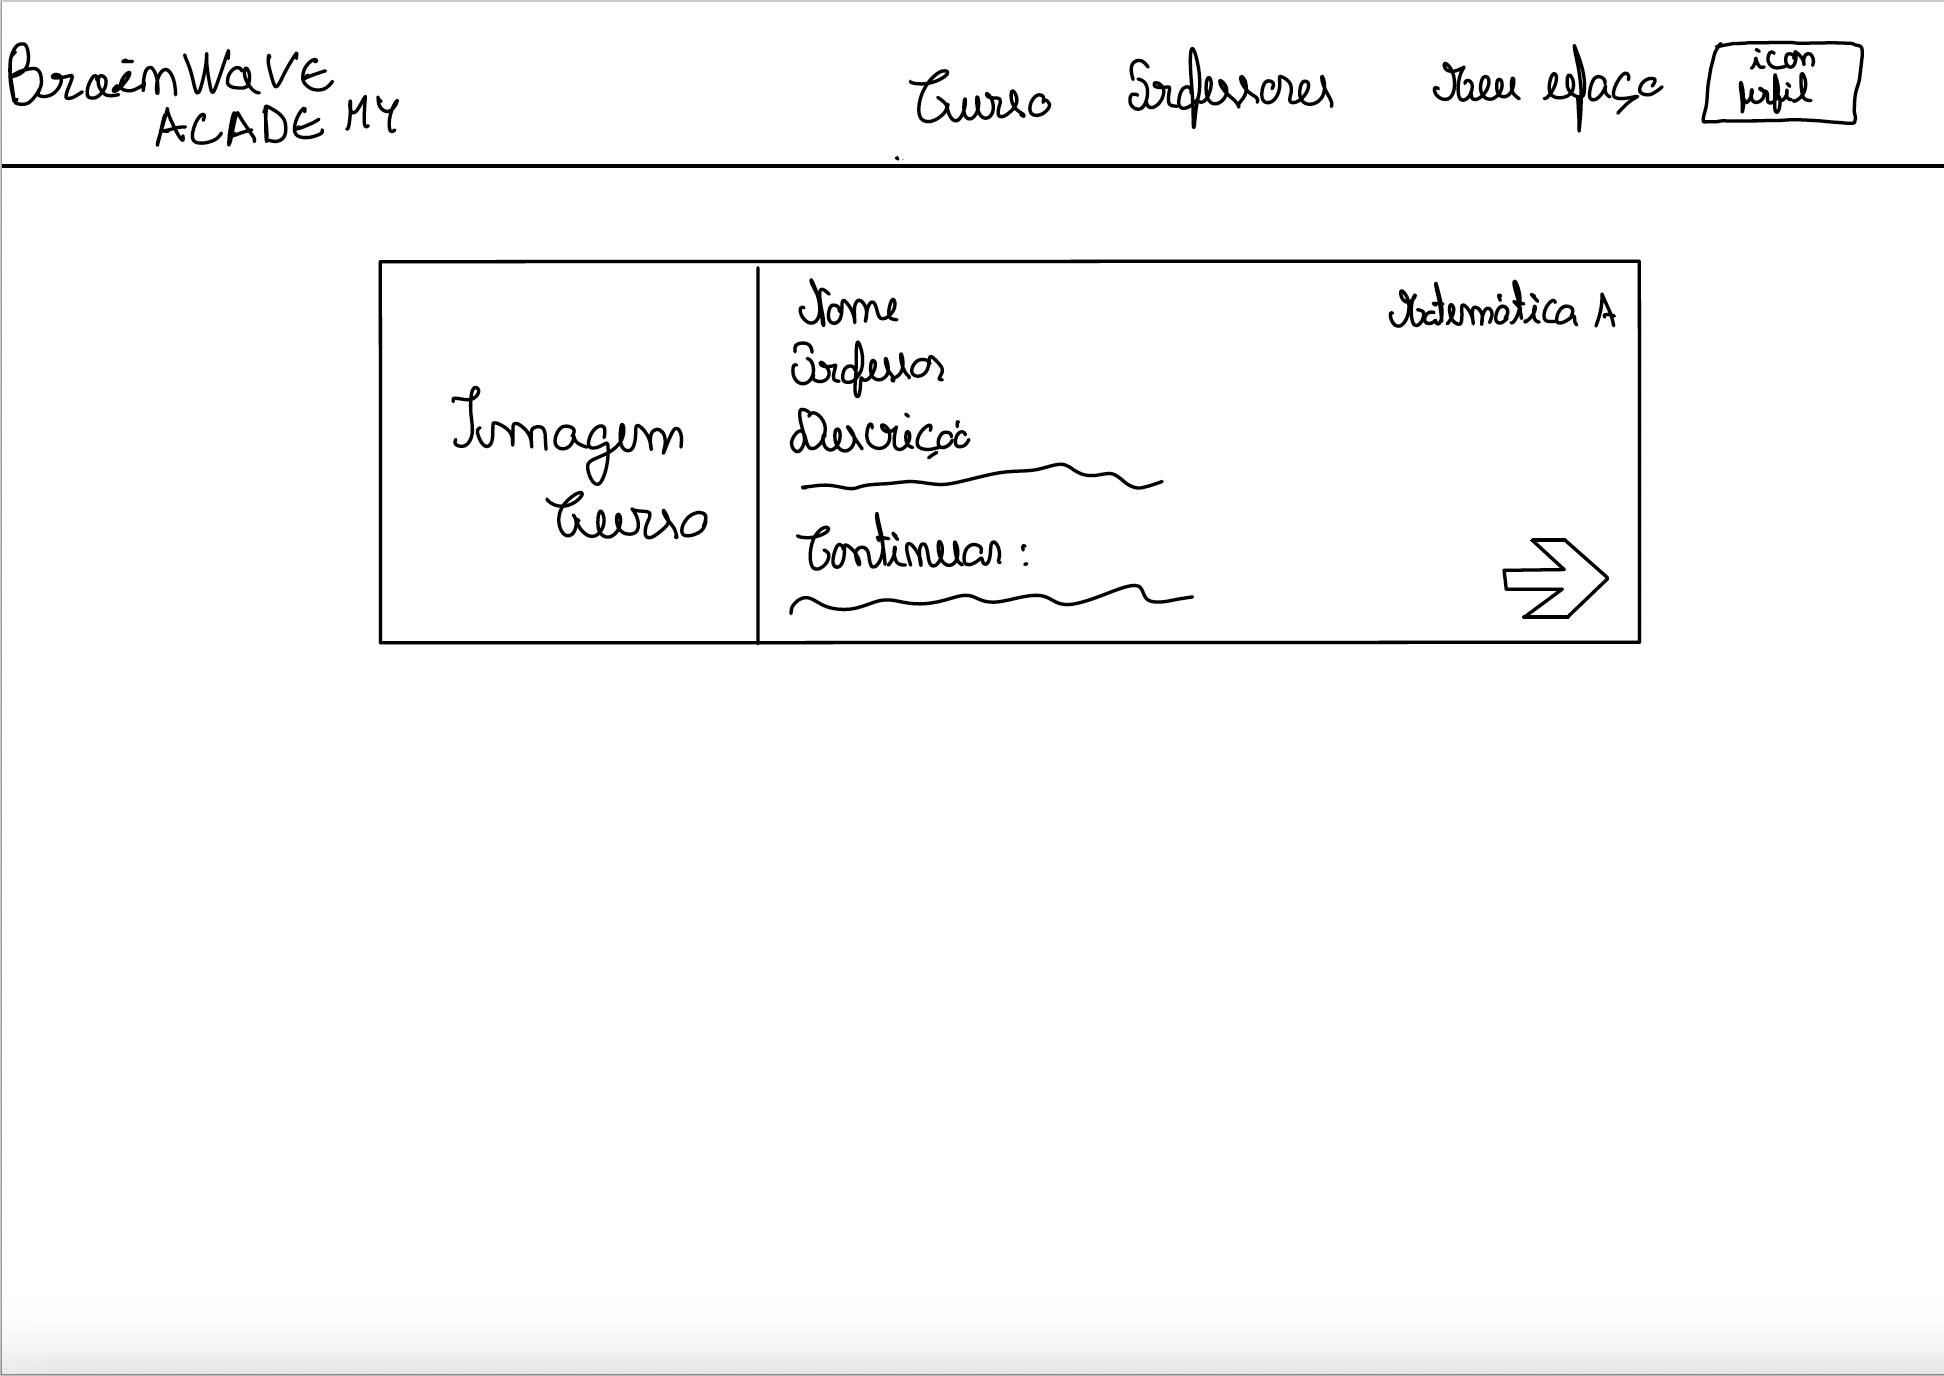 BrainWave
ACADEMY
Curso Professores Meu espaço icon
perfil
Nome Matemática A
Professor
Descrição
Imagem
Curso
Continuar :